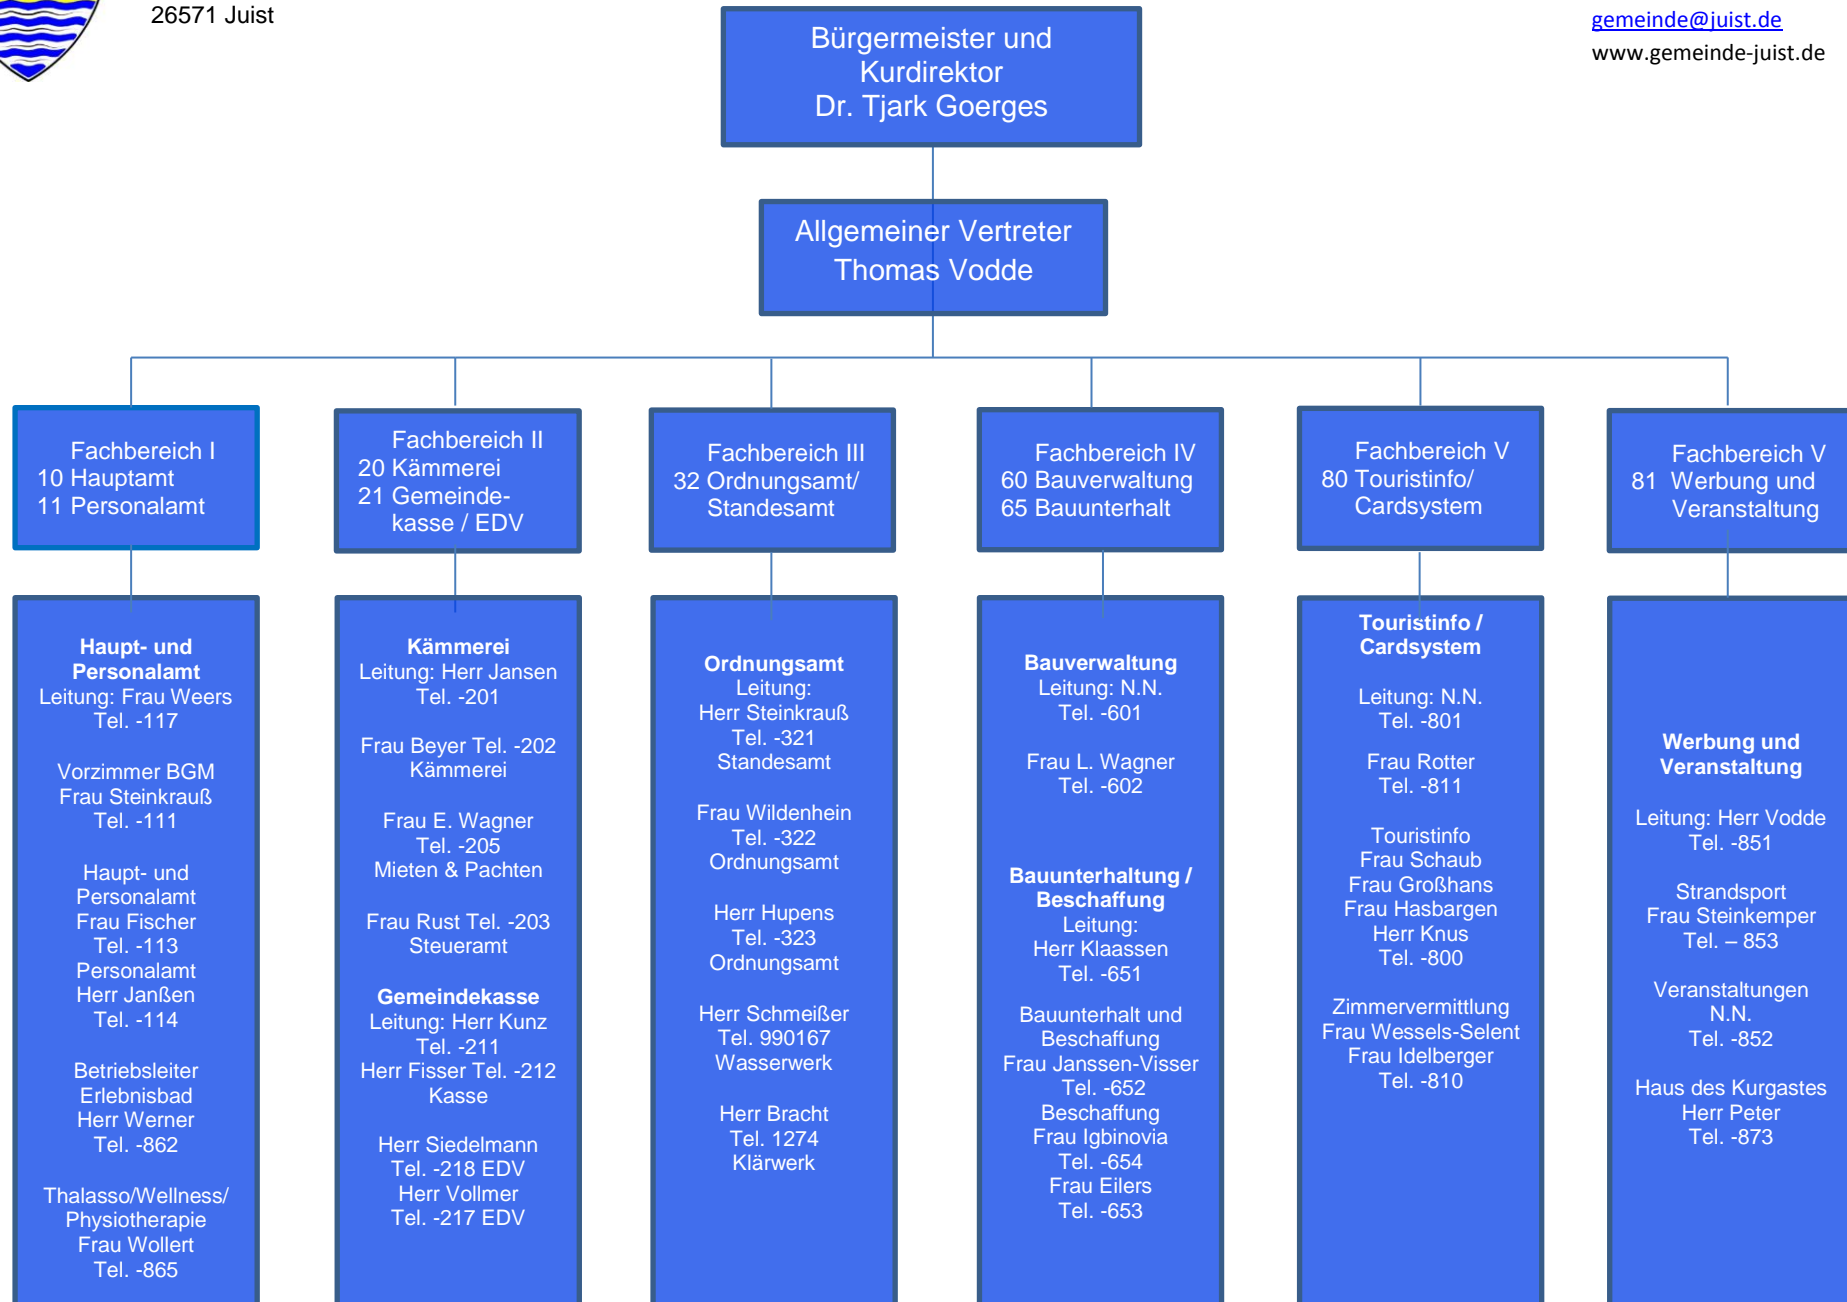 26571 Juist
gemeinde@juist.de
www.gemeinde-juist.de
Bürgermeister und
Kurdirektor
Dr. Tjark Goerges
Allgemeiner Vertreter
Thomas Vodde
Fachbereich I
10 Hauptamt
11 Personalamt
Fachbereich II
20 Kämmerei
21 Gemeinde-
kasse / EDV
Fachbereich III
32 Ordnungsamt/
Standesamt
Fachbereich IV
60 Bauverwaltung
65 Bauunterhalt
Fachbereich V
80 Touristinfo/
Cardsystem
Fachbereich V
81 Werbung und
Veranstaltung
Haupt- und
Personalamt
Leitung: Frau Weers
Tel. -117
Vorzimmer BGM
Frau Steinkrauß
Tel. -111
Haupt- und
Personalamt
Frau Fischer
Tel. -113
Personalamt
Herr Janßen
Tel. -114
Betriebsleiter
Erlebnisbad
Herr Werner
Tel. -862
Thalasso/Wellness/
Physiotherapie
Frau Wollert
Tel. -865
Kämmerei
Leitung: Herr Jansen
Tel. -201
Frau Beyer Tel. -202
Kämmerei
Frau E. Wagner
Tel. -205
Mieten & Pachten
Frau Rust Tel. -203
Steueramt
Gemeindekasse
Leitung: Herr Kunz
Tel. -211
Herr Fisser Tel. -212
Kasse
Herr Siedelmann
Tel. -218 EDV
Herr Vollmer
Tel. -217 EDV
Ordnungsamt
Leitung:
Herr Steinkrauß
Tel. -321
Standesamt
Frau Wildenhein
Tel. -322
Ordnungsamt
Herr Hupens
Tel. -323
Ordnungsamt
Herr Schmeißer
Tel. 990167
Wasserwerk
Herr Bracht
Tel. 1274
Klärwerk
Bauverwaltung
Leitung: N.N.
Tel. -601
Frau L. Wagner
Tel. -602
Bauunterhaltung /
Beschaffung
Leitung:
Herr Klaassen
Tel. -651
Bauunterhalt und
Beschaffung
Frau Janssen-Visser
Tel. -652
Beschaffung
Frau Igbinovia
Tel. -654
Frau Eilers
Tel. -653
Touristinfo /
Cardsystem
Leitung: N.N.
Tel. -801
Frau Rotter
Tel. -811
Touristinfo
Frau Schaub
Frau Großhans
Frau Hasbargen
Herr Knus
Tel. -800
Zimmervermittlung
Frau Wessels-Selent
Frau Idelberger
Tel. -810
Werbung und
Veranstaltung
Leitung: Herr Vodde
Tel. -851
Strandsport
Frau Steinkemper
Tel. – 853
Veranstaltungen
N.N.
Tel. -852
Haus des Kurgastes
Herr Peter
Tel. -873